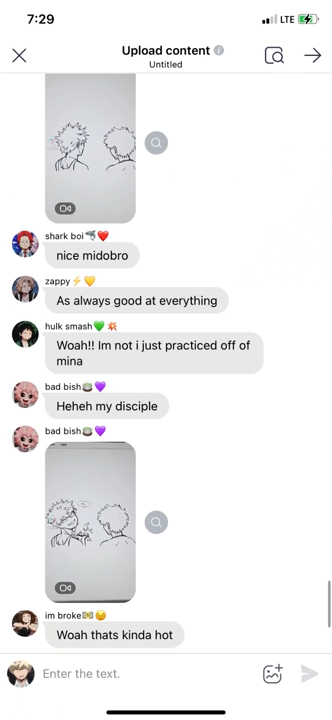 7:29
LTE
Upload content
Untitled
shark boi🦈❤️
nice midobro
zappy⚡💛
As always good at everything
hulk smash💚💥
Woah!! Im not i just practiced off of
mina
bad bish💜
Heheh my disciple
bad bish💜
im broke💵😣
Woah thats kinda hot
Enter the text.